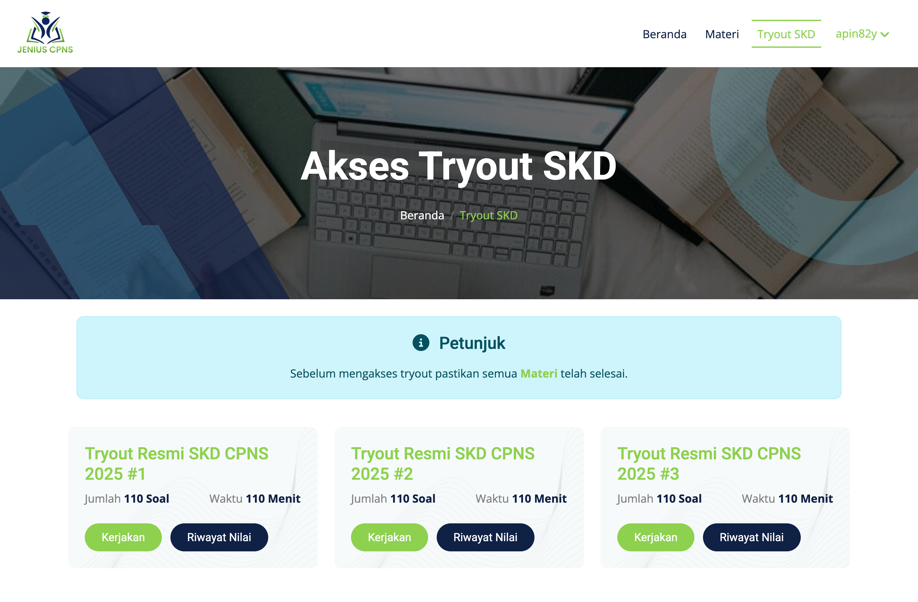 JENIUS CPNS
Beranda
Materi
Tryout SKD
apin82y
Akses Tryout SKD
Beranda / Tryout SKD
Petunjuk
Sebelum mengakses tryout pastikan semua Materi telah selesai.
Tryout Resmi SKD CPNS
2025 #1
Jumlah 110 Soal
Waktu 110 Menit
Kerjakan
Riwayat Nilai
Tryout Resmi SKD CPNS
2025 #2
Jumlah 110 Soal
Waktu 110 Menit
Kerjakan
Riwayat Nilai
Tryout Resmi SKD CPNS
2025 #3
Jumlah 110 Soal
Waktu 110 Menit
Kerjakan
Riwayat Nilai